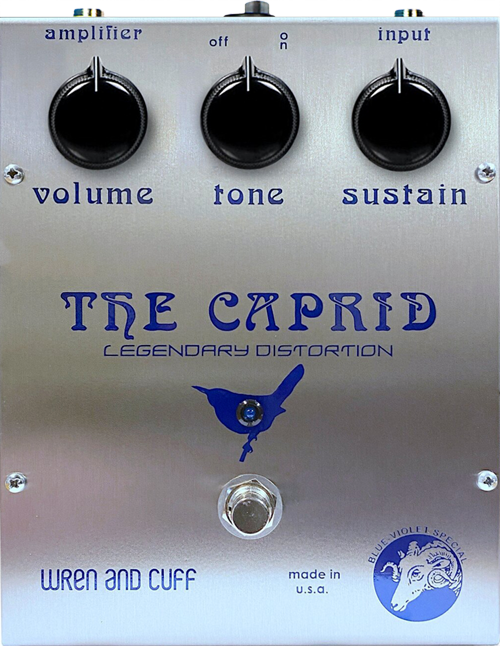 amplifier
off
on
input
volume
tone
sustain
THE CAPRID
LEGENDARY DISTORTION
BLUE-VIOLET SPECIAL
wren and cuff
made in
u.s.a.